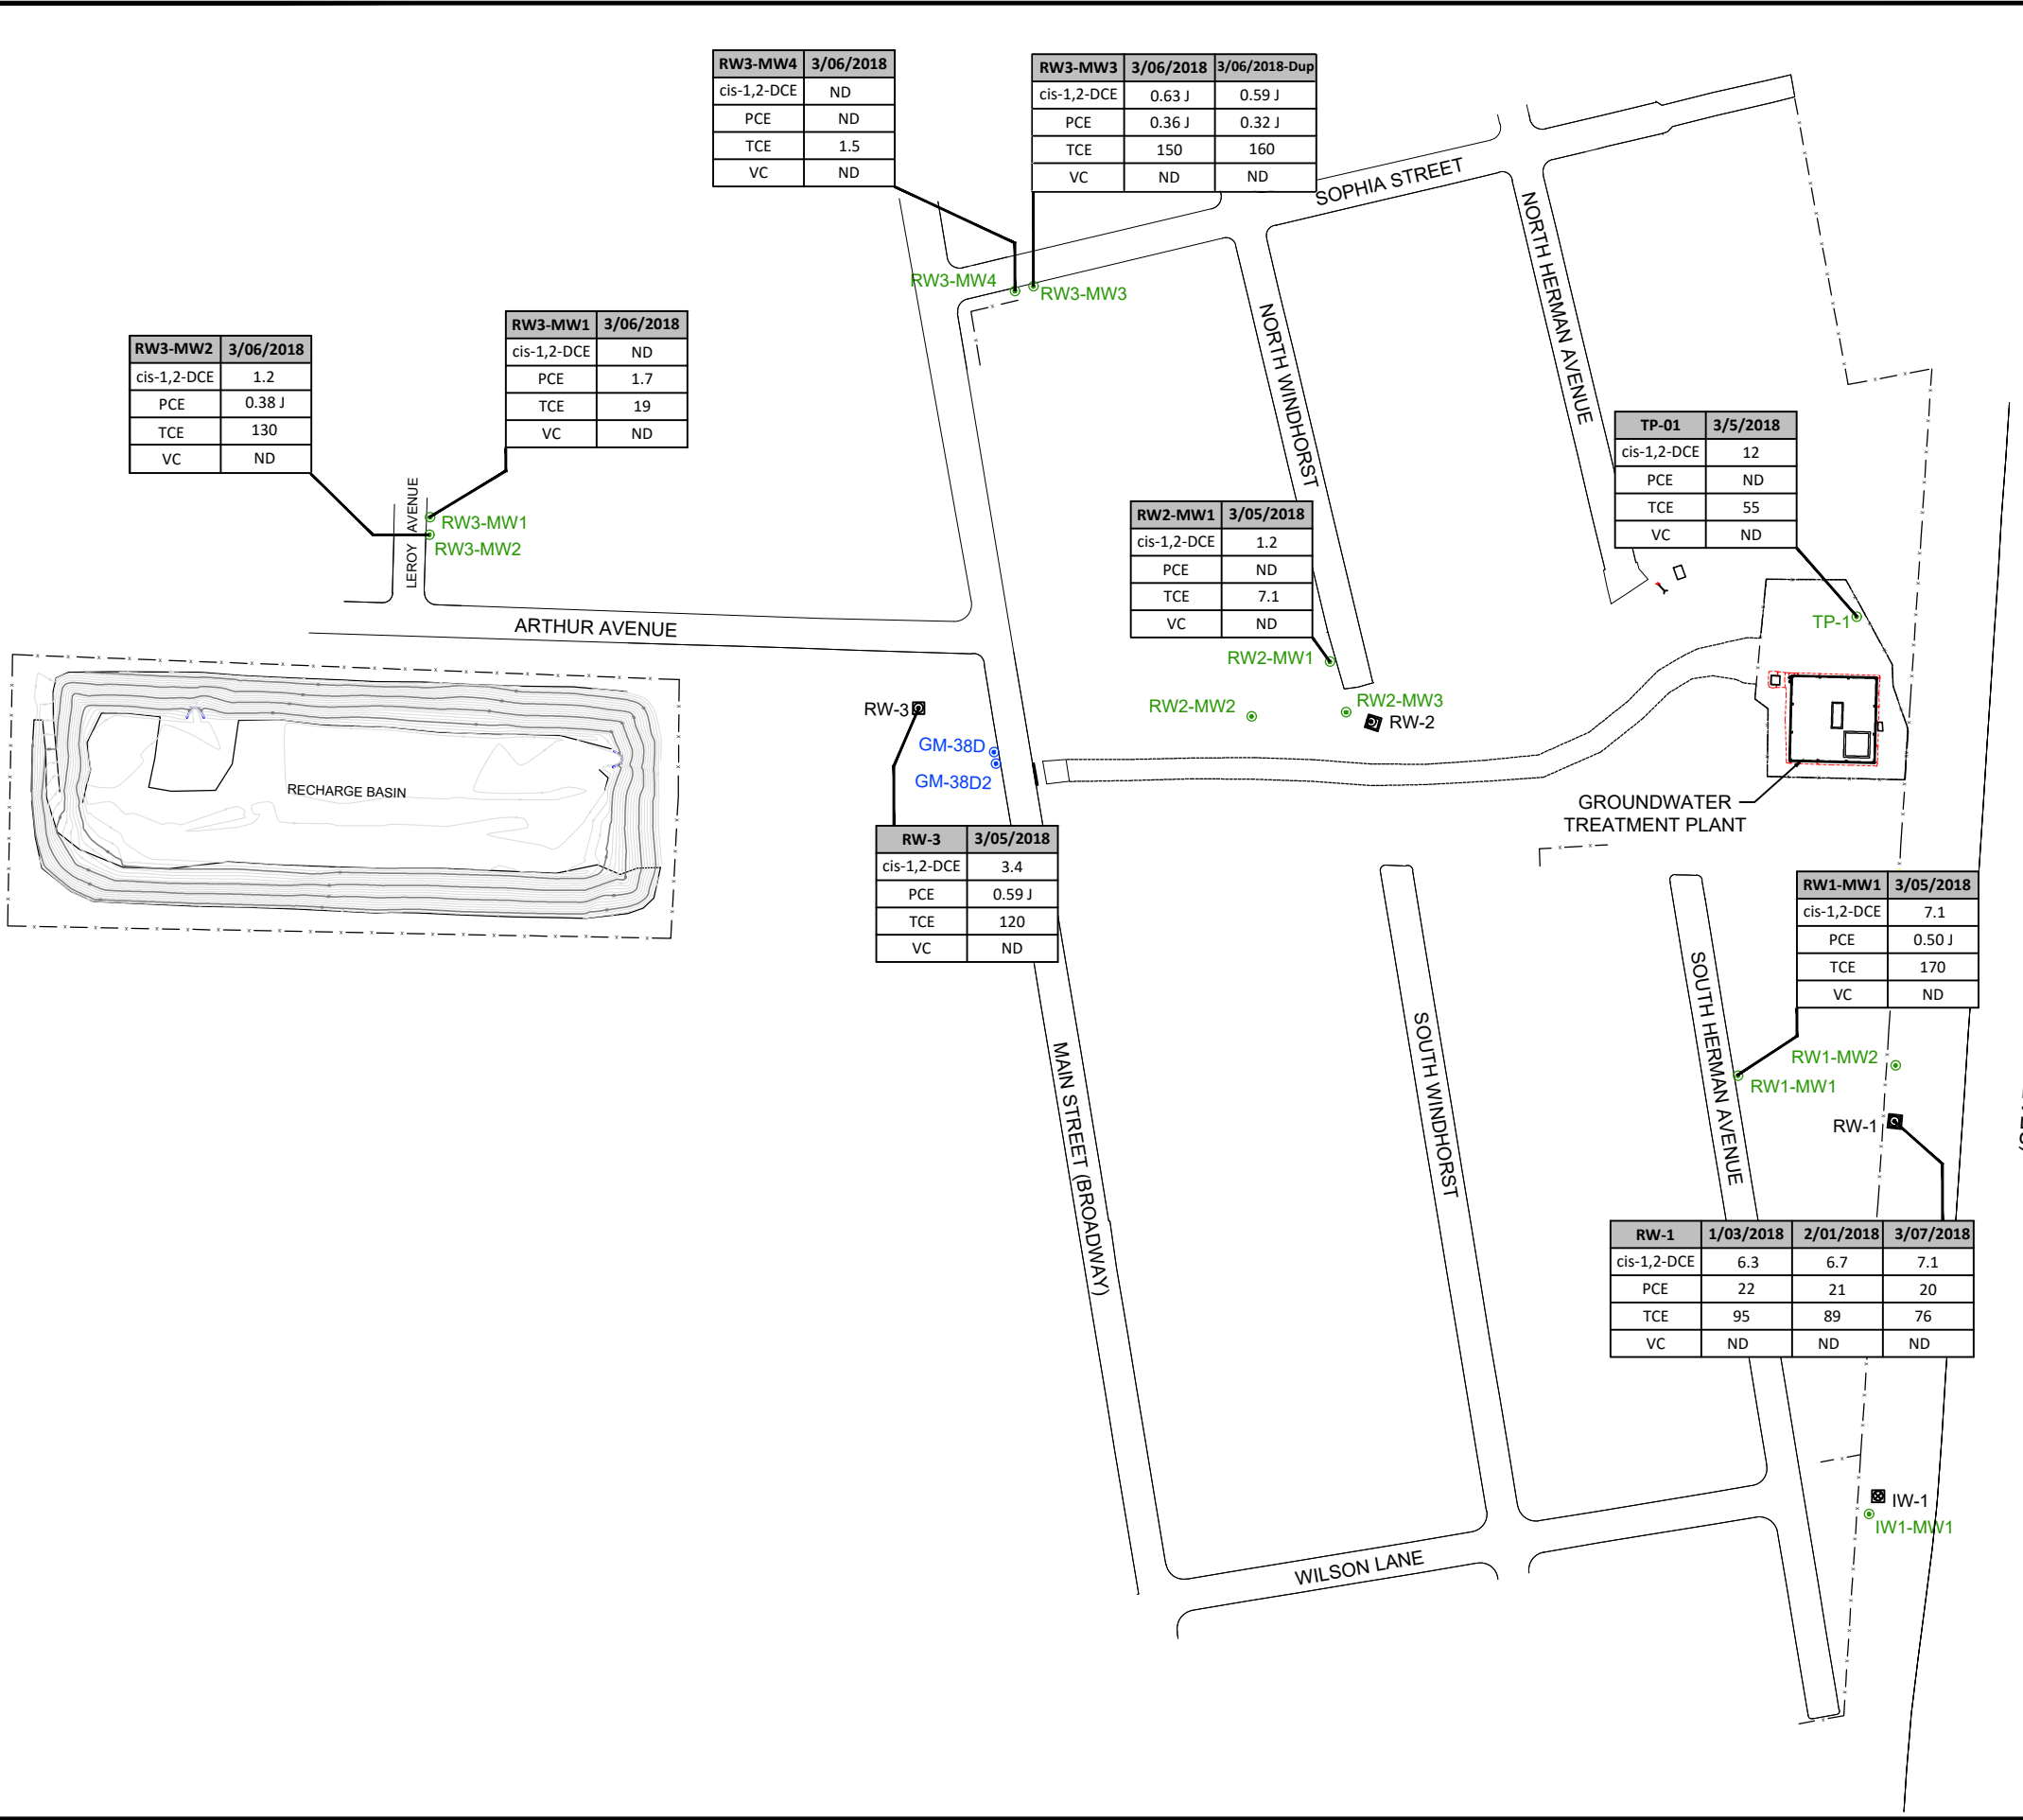 RW3-MW4 3/06/2018
cis-1,2-DCE ND
PCE ND
TCE 1.5
VC ND
RW3-MW3 3/06/2018 3/06/2018-Dup
cis-1,2-DCE 0.63 J 0.59 J
PCE 0.36 J 0.32 J
TCE 150 160
VC ND ND
SOPHIA STREET
NORTH HERMAN AVENUE
NORTH WINDHORST
RW3-MW4
RW3-MW3
RW3-MW2 3/06/2018
cis-1,2-DCE 1.2
PCE 0.38 J
TCE 130
VC ND
RW3-MW1 3/06/2018
cis-1,2-DCE ND
PCE 1.7
TCE 19
VC ND
LEROY AVENUE
RW3-MW1
RW3-MW2
ARTHUR AVENUE
TP-01 3/5/2018
cis-1,2-DCE 12
PCE ND
TCE 55
VC ND
TP-1
RW2-MW1 3/05/2018
cis-1,2-DCE 1.2
PCE ND
TCE 7.1
VC ND
RW2-MW1
RW2-MW2
RW2-MW3
RW-2
RW-3
GM-38D
GM-38D2
RECHARGE BASIN
GROUNDWATER
TREATMENT PLANT
RW-3 3/05/2018
cis-1,2-DCE 3.4
PCE 0.59 J
TCE 120
VC ND
RW1-MW1 3/05/2018
cis-1,2-DCE 7.1
PCE 0.50 J
TCE 170
VC ND
MAIN STREET (BROADWAY)
SOUTH WINDHORST
SOUTH HERMAN AVENUE
RW1-MW2
RW1-MW1
RW-1
RW-1 1/03/2018 2/01/2018 3/07/2018
cis-1,2-DCE 6.3 6.7 7.1
PCE 22 21 20
TCE 95 89 76
VC ND ND ND
IW-1
IW1-MW1
WILSON LANE